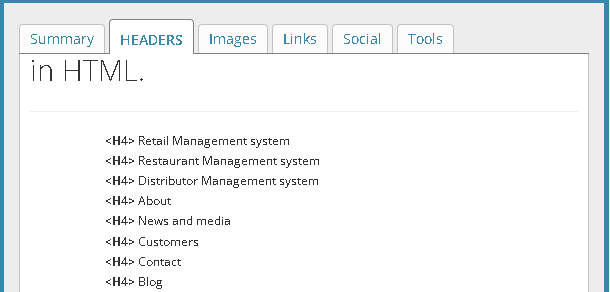 Summary HEADERS Images Links Social Tools
in HTML.
<H4> Retail Management system
<H4> Restaurant Management system
<H4> Distributor Management system
<H4> About
<H4> News and media
<H4> Customers
<H4> Contact
<H4> Blog